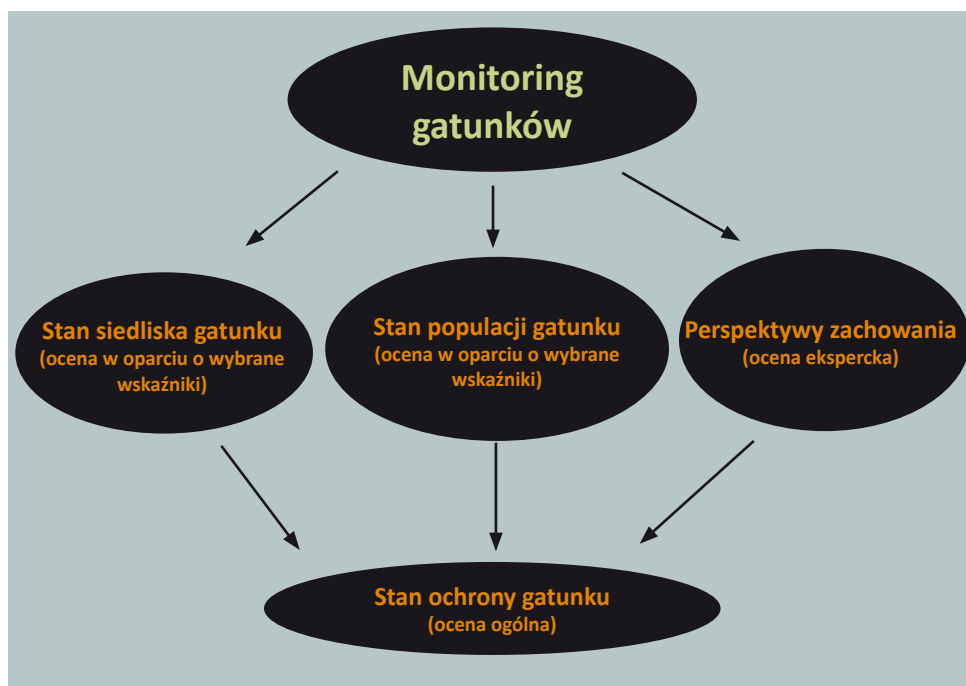 Monitoring
gatunków
Stan siedliska gatunku
(ocena w oparciu o wybrane
wskaźniki)
Stan populacji gatunku
(ocena w oparciu o wybrane
wskaźniki)
Perspektywy zachowania
(ocena ekspercka)
Stan ochrony gatunku
(ocena ogólna)